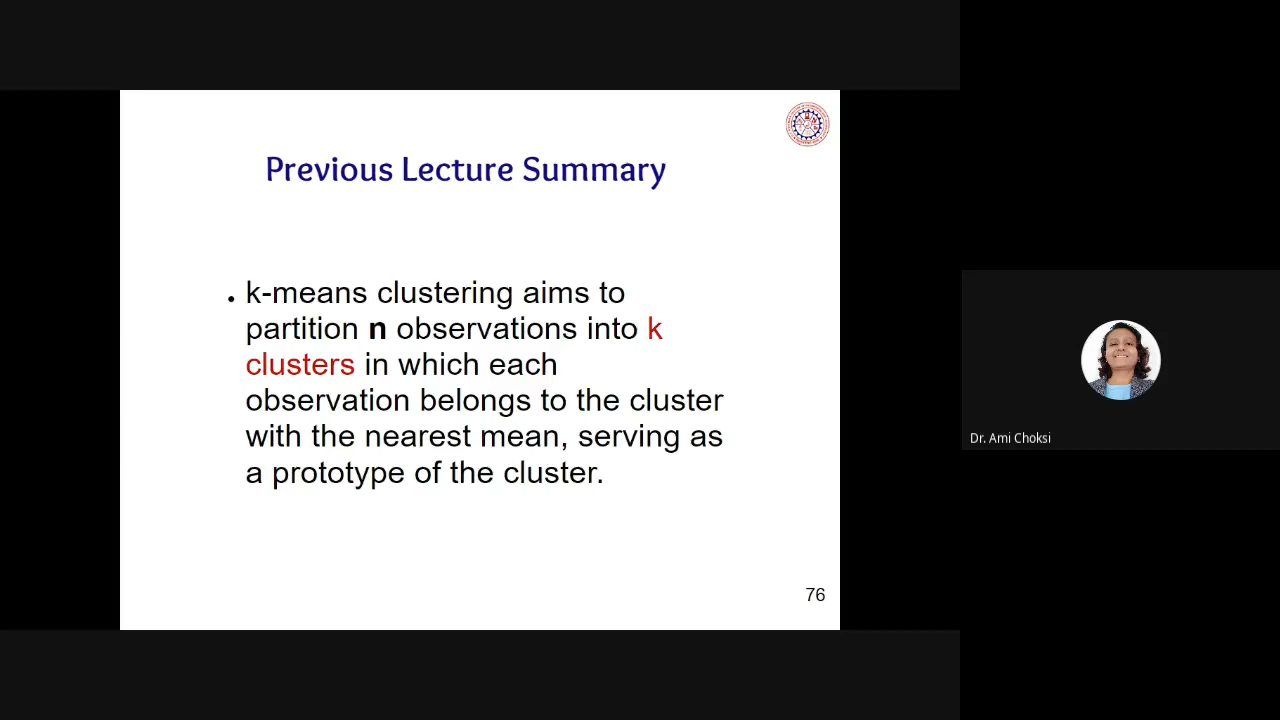 Previous Lecture Summary
• k-means clustering aims to
partition n observations into k
clusters in which each
observation belongs to the cluster
with the nearest mean, serving as
a prototype of the cluster.
76
Dr. Ami Choksi